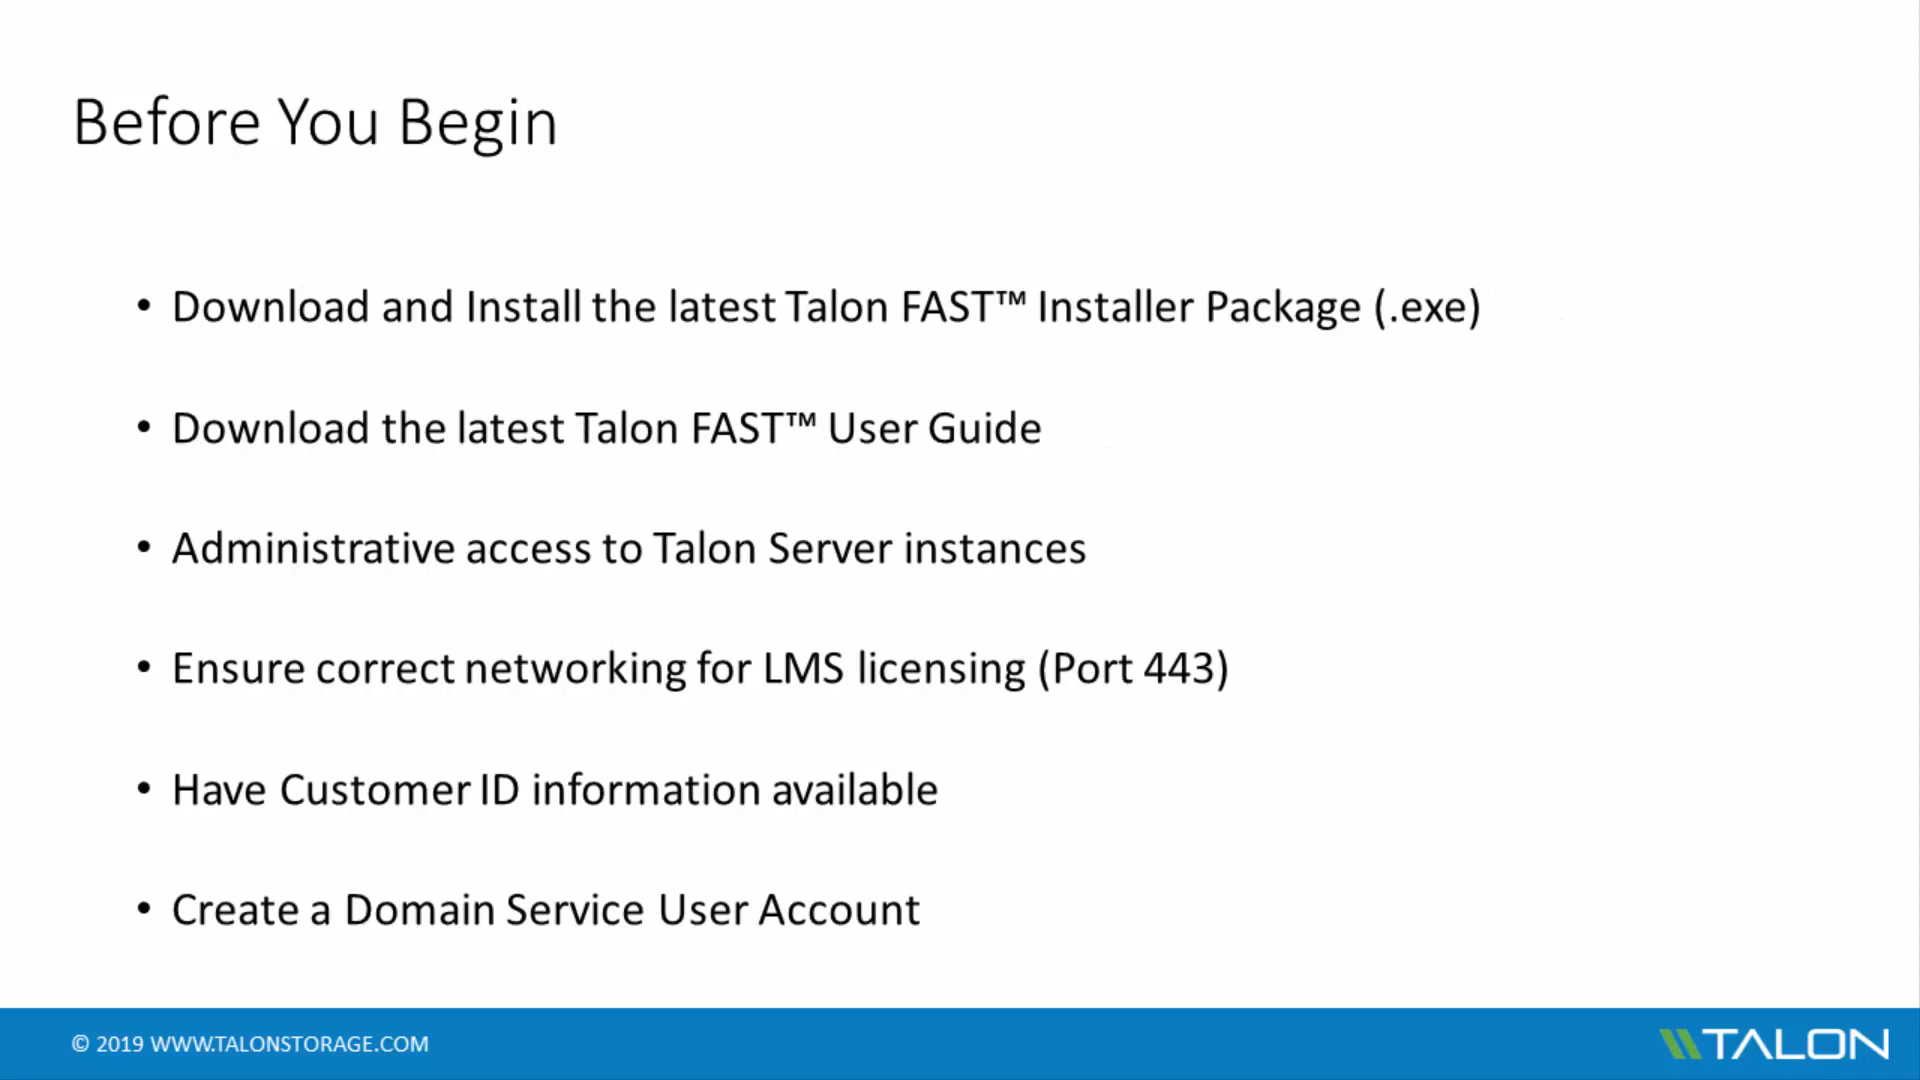 Before You Begin
• Download and Install the latest Talon FAST™ Installer Package (.exe)
• Download the latest Talon FAST™ User Guide
• Administrative access to Talon Server instances
• Ensure correct networking for LMS licensing (Port 443)
• Have Customer ID information available
• Create a Domain Service User Account
© 2019 WWW.TALONSTORAGE.COM
TALON